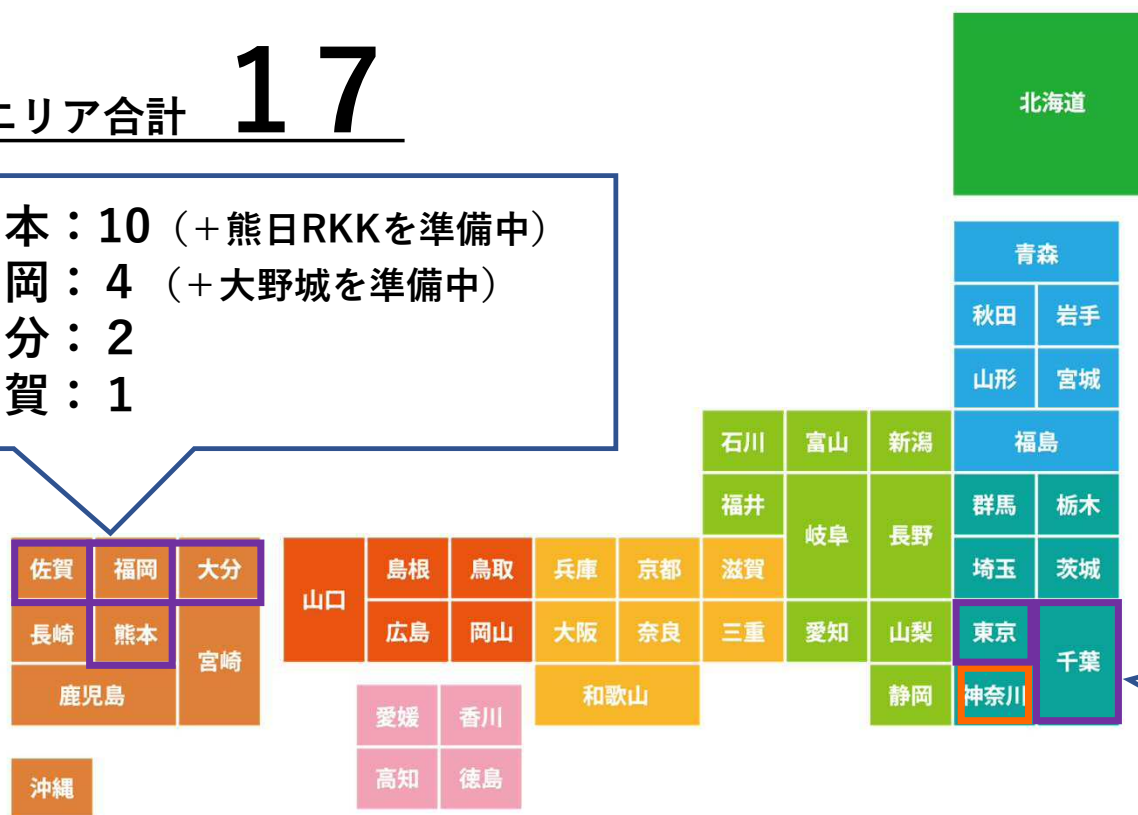 エリア合計 17
本：10（＋熊日RKKを準備中）
岡：4（＋大野城を準備中）
分：2
賀：1
北海道
青森
秋田 岩手
山形 宮城
石川 富山 新潟 福島
福井 岐阜 長野 群馬 栃木
佐賀 福岡 大分 山口 島根 鳥取 兵庫 京都 滋賀 埼玉 茨城
長崎 熊本 宮崎 広島 岡山 大阪 奈良 三重 愛知 山梨 東京 千葉
鹿児島 愛媛 香川 和歌山 静岡 神奈川
沖縄 高知 徳島